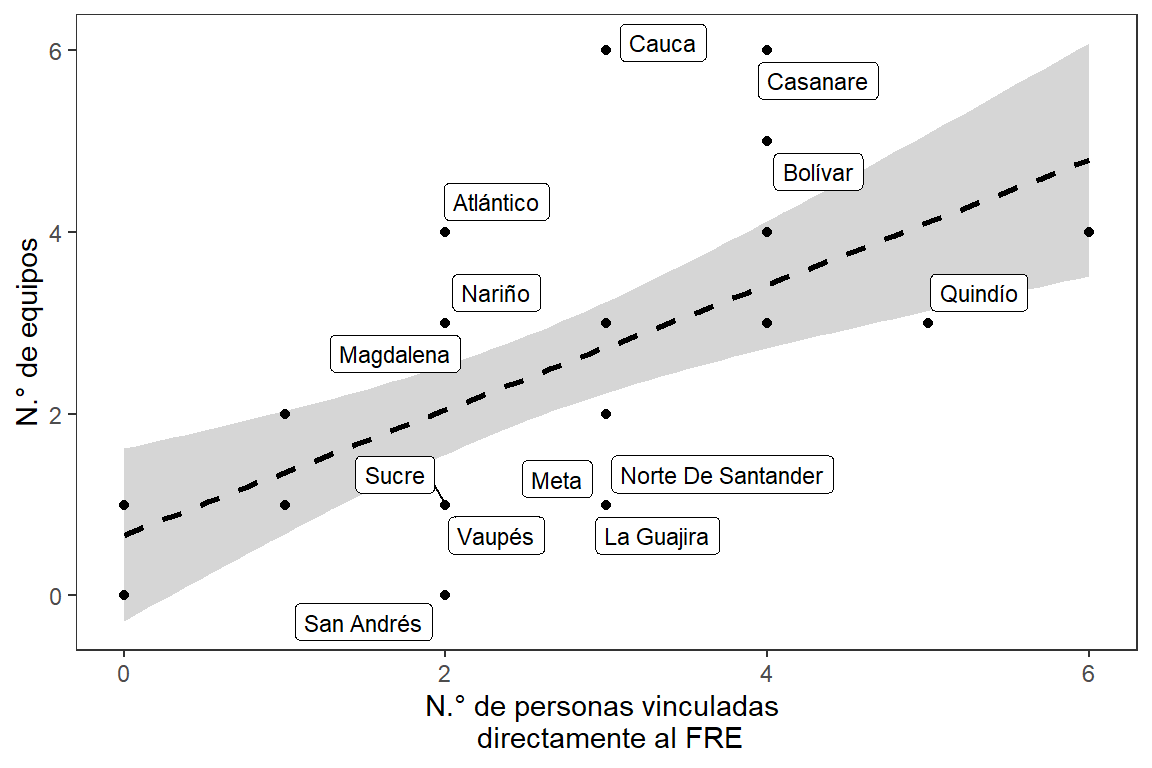 N.° de equipos
6
4
2
0
Cauca
Casanare
Bolívar
Atlántico
Nariño
Quindío
Magdalena
Sucre
Meta
Norte De Santander
Vaupés
La Guajira
San Andrés
0
2
4
6
N.° de personas vinculadas
directamente al FRE